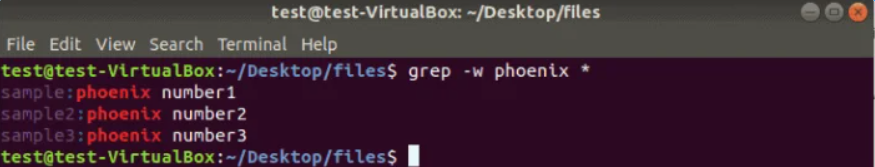 test@test-VirtualBox: ~/Desktop/files
File Edit View Search Terminal Help
test@test-VirtualBox:~/Desktop/files$ grep -w phoenix *
sample:phoenix number1
sample2:phoenix number2
sample3:phoenix number3
test@test-VirtualBox:~/Desktop/files$